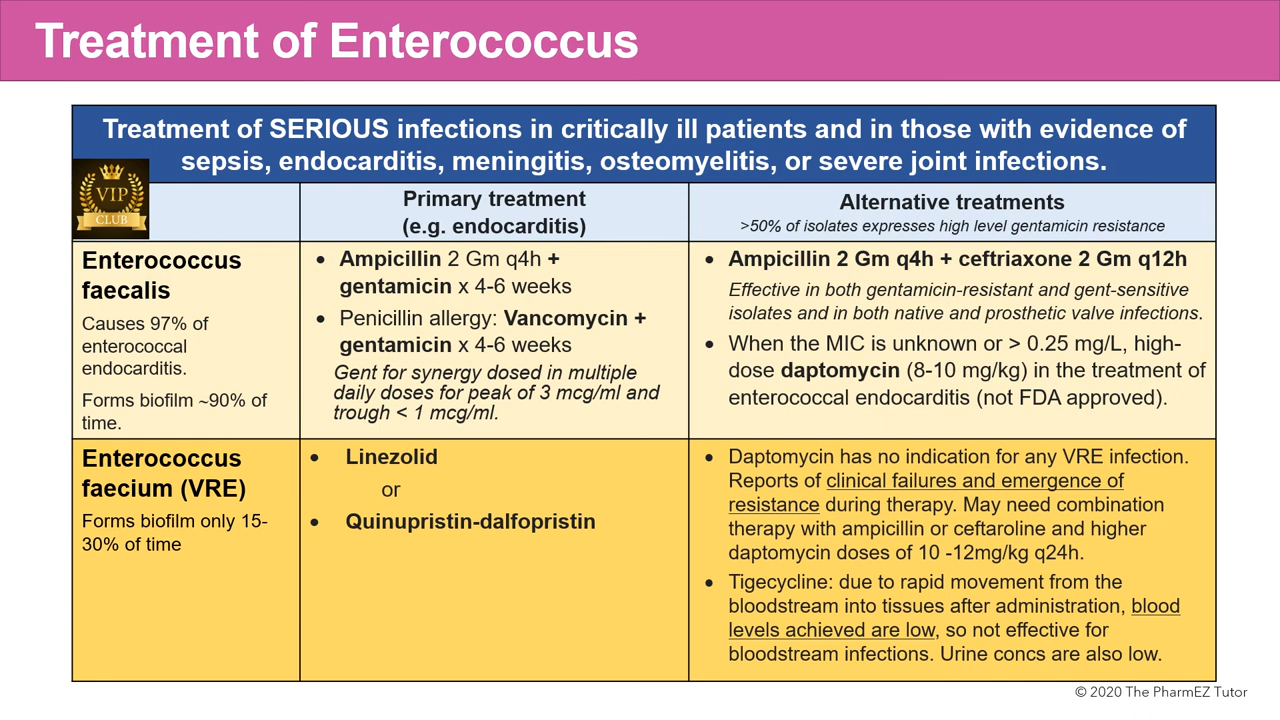 Treatment of Enterococcus
Treatment of SERIOUS infections in critically ill patients and in those with evidence of
sepsis, endocarditis, meningitis, osteomyelitis, or severe joint infections.
VIP
CLUB
Primary treatment
(e.g. endocarditis)
Alternative treatments
>50% of isolates expresses high level gentamicin resistance
Enterococcus
faecalis
Causes 97% of
enterococcal
endocarditis.
Forms biofilm ~90% of
time.
• Ampicillin 2 Gm q4h +
gentamicin x 4-6 weeks
• Penicillin allergy: Vancomycin +
gentamicin x 4-6 weeks
Gent for synergy dosed in multiple
daily doses for peak of 3 mcg/ml and
trough < 1 mcg/ml.
• Ampicillin 2 Gm q4h + ceftriaxone 2 Gm q12h
Effective in both gentamicin-resistant and gent-sensitive
isolates and in both native and prosthetic valve infections.
• When the MIC is unknown or > 0.25 mg/L, high-
dose daptomycin (8-10 mg/kg) in the treatment of
enterococcal endocarditis (not FDA approved).
Enterococcus
faecium (VRE)
Forms biofilm only 15-
30% of time
• Linezolid
or
• Quinupristin-dalfopristin
• Daptomycin has no indication for any VRE infection.
Reports of clinical failures and emergence of
resistance during therapy. May need combination
therapy with ampicillin or ceftaroline and higher
daptomycin doses of 10 -12mg/kg q24h.
• Tigecycline: due to rapid movement from the
bloodstream into tissues after administration, blood
levels achieved are low, so not effective for
bloodstream infections. Urine concs are also low.
© 2020 The PharmEZ Tutor